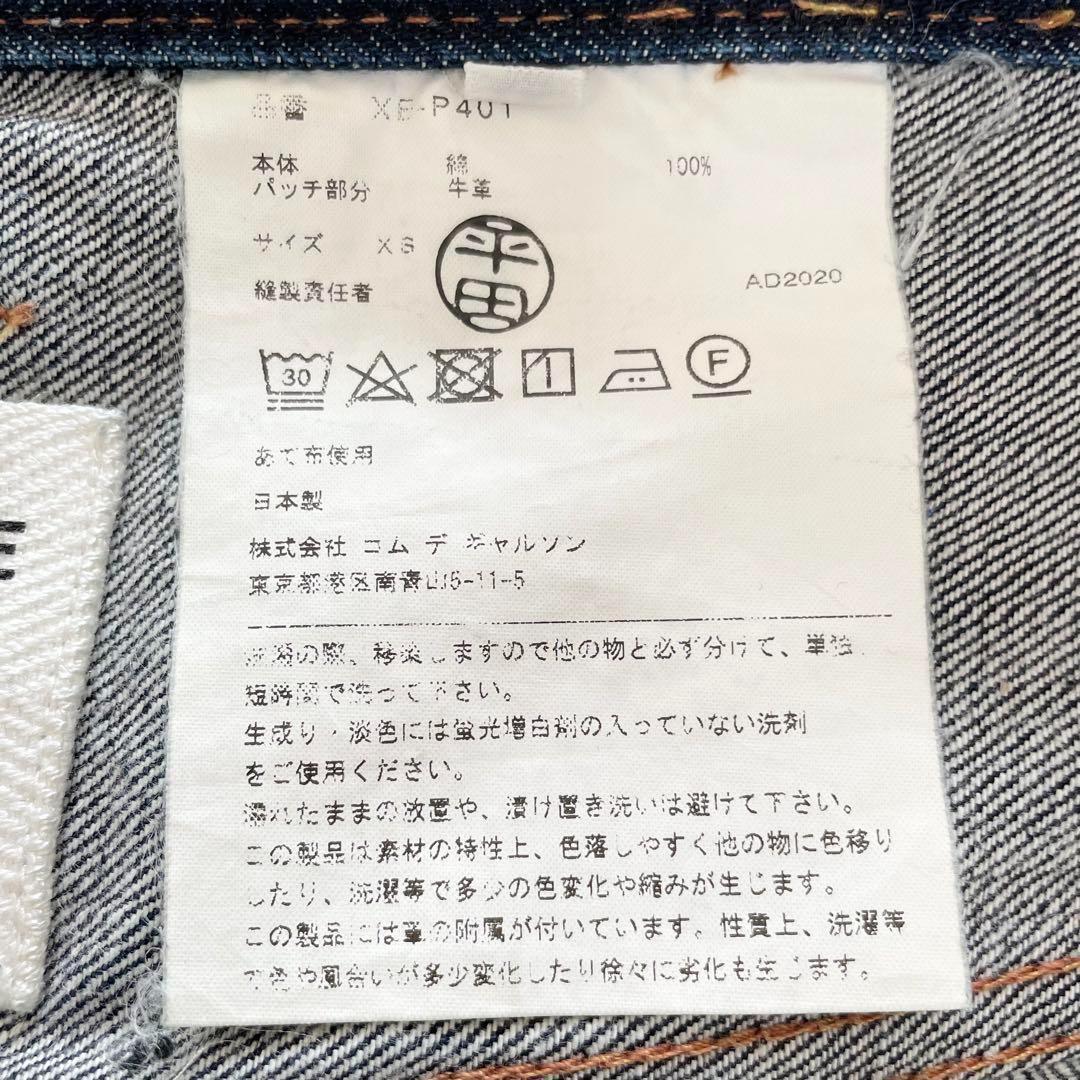 品番 XE-P401
本体 綿 100%
パッチ部分 牛革
サイズ XS
平田
縫製責任者
AD2020
30
F
あて布使用
日本製
株式会社 コム デ ギャルソン
東京都港区南青山5-11-5
洗濯の際、移染しますので他の物と必ず分けて、単独、
短時間で洗って下さい。
生成り・淡色には蛍光増白剤の入っていない洗剤
をご使用ください。
濡れたままの放置や、漬け置き洗いは避けて下さい。
この製品は素材の特性上、色落しやすく他の物に色移り
したり、洗濯等で多少の色変化や縮みが生じます。
この製品には革の附属が付いています。性質上、洗濯等
で色や風合いが多少変化したり徐々に劣化も生じます。